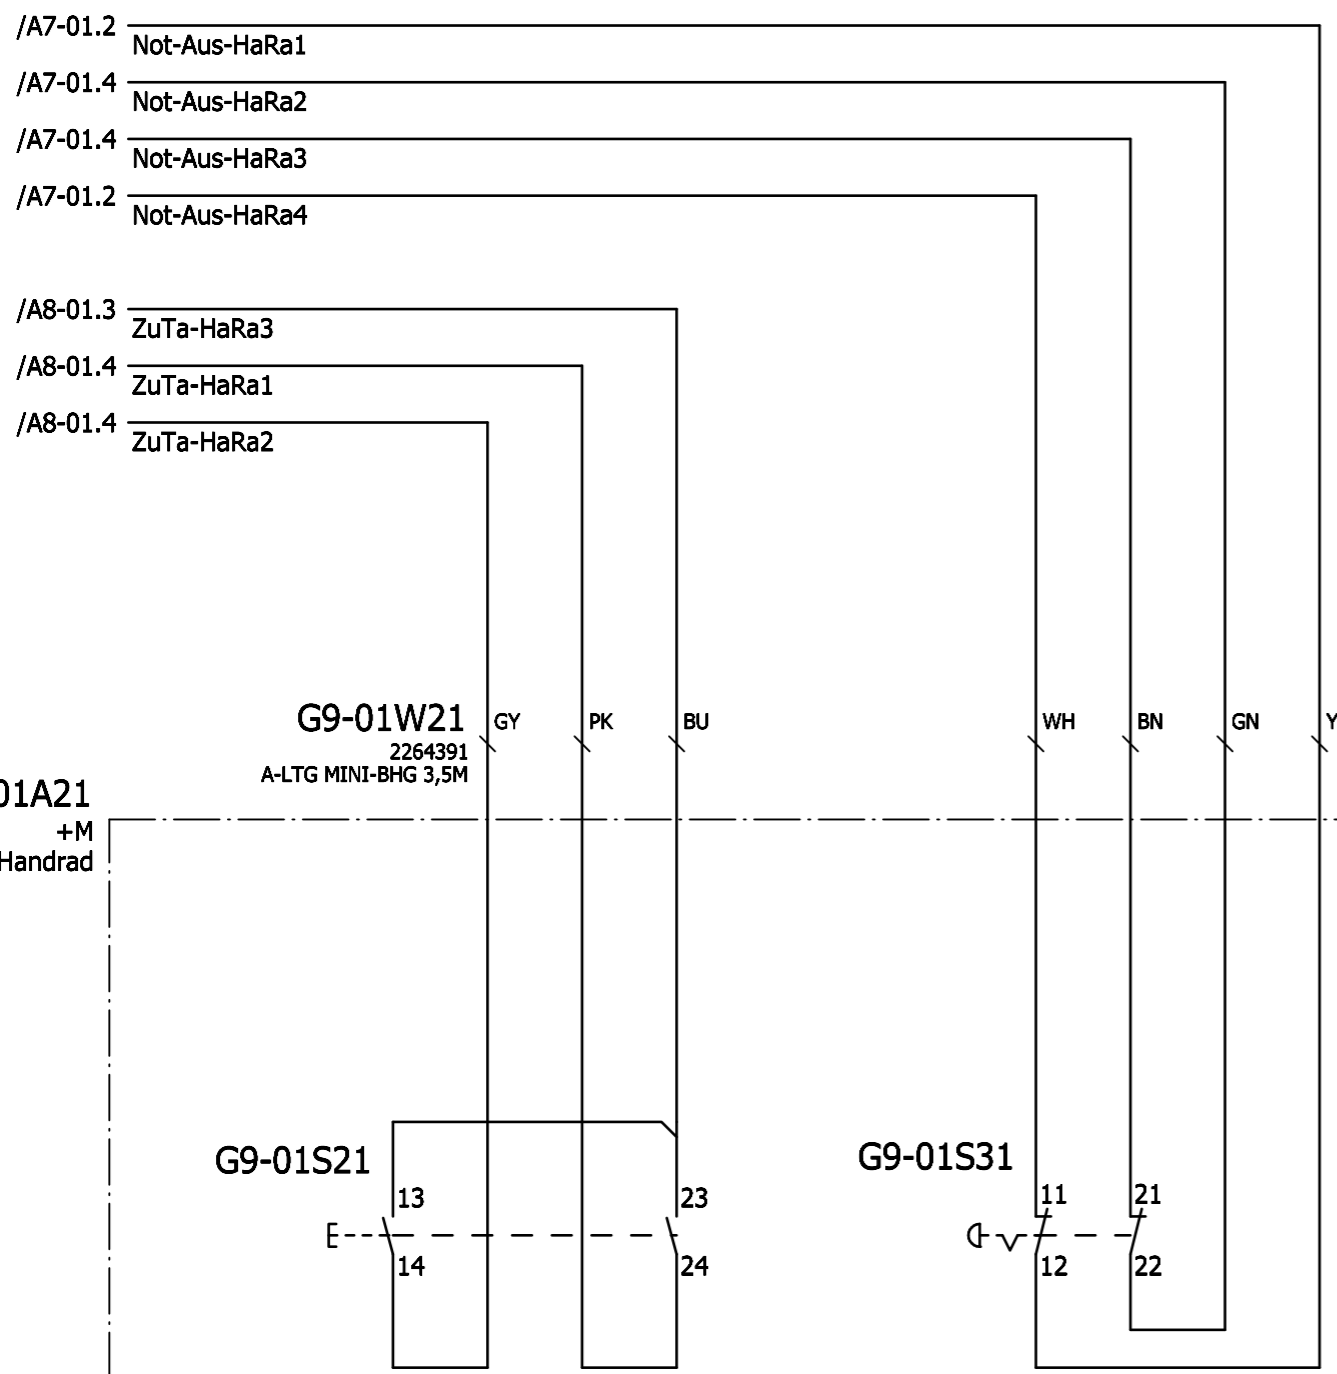 /A7-01.2
Not-Aus-HaRa1
/A7-01.4
Not-Aus-HaRa2
/A7-01.4
Not-Aus-HaRa3
/A7-01.2
Not-Aus-HaRa4
/A8-01.3
ZuTa-HaRa3
/A8-01.4
ZuTa-HaRa1
/A8-01.4
ZuTa-HaRa2
G9-01W21
GY
PK
BU
WH
BN
GN
Y
2264391
A-LTG MINI-BHG 3,5M
01A21
+M
Handrad
G9-01S21
G9-01S31
13
23
11
21
14
24
12
22